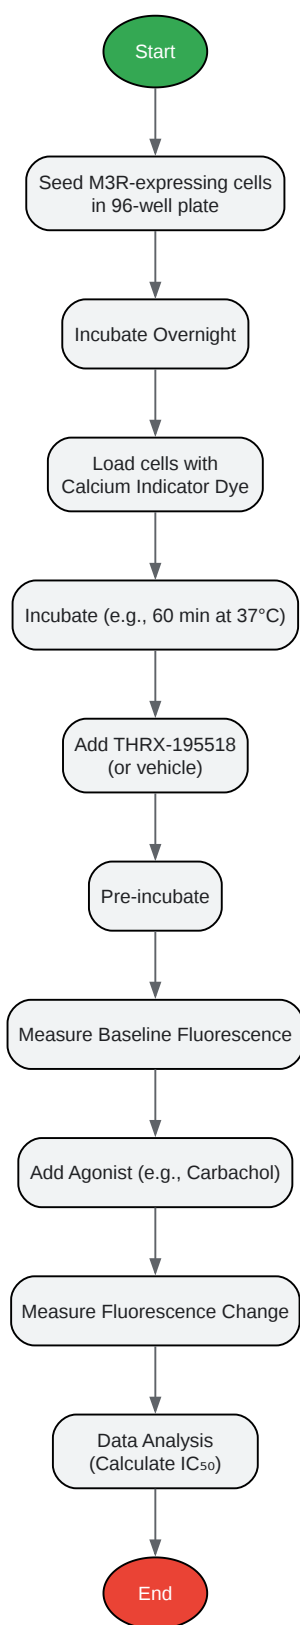 Start
Seed M3R-expressing cells
in 96-well plate
Incubate Overnight
Load cells with
Calcium Indicator Dye
Incubate (e.g., 60 min at 37°C)
Add THRX-195518
(or vehicle)
Pre-incubate
Measure Baseline Fluorescence
Add Agonist (e.g., Carbachol)
Measure Fluorescence Change
Data Analysis
(Calculate IC₅₀)
End